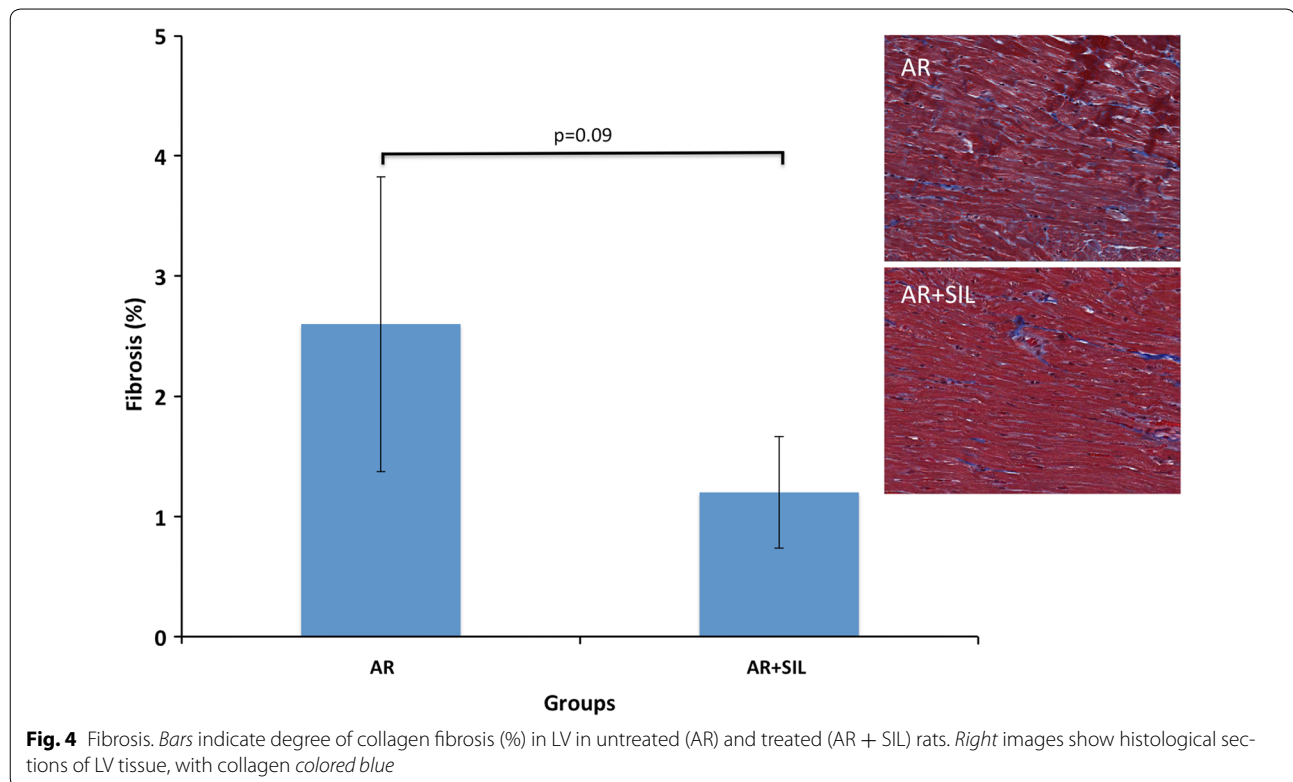 5
4
3
2
1
0
Fibrosis (%)
p=0.09
AR
AR+SIL
Groups
AR
AR+SIL
Fig. 4 Fibrosis. Bars indicate degree of collagen fibrosis (%) in LV in untreated (AR) and treated (AR + SIL) rats. Right images show histological sec-
tions of LV tissue, with collagen colored blue